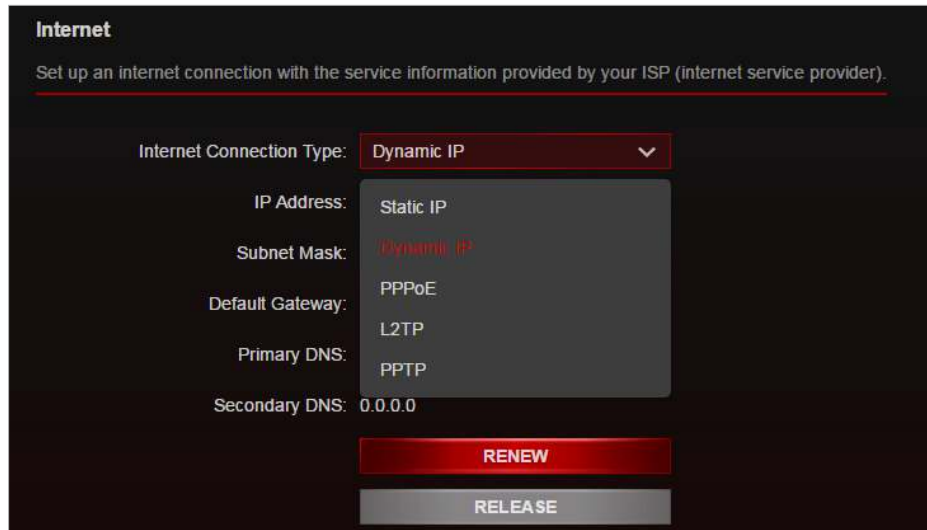 Internet
Set up an internet connection with the service information provided by your ISP (internet service provider).
Internet Connection Type: Dynamic IP
IP Address:
Static IP
Subnet Mask:
Dynamic IP
PPPoE
Default Gateway:
L2TP
Primary DNS:
PPTP
Secondary DNS: 0.0.0.0
RENEW
RELEASE